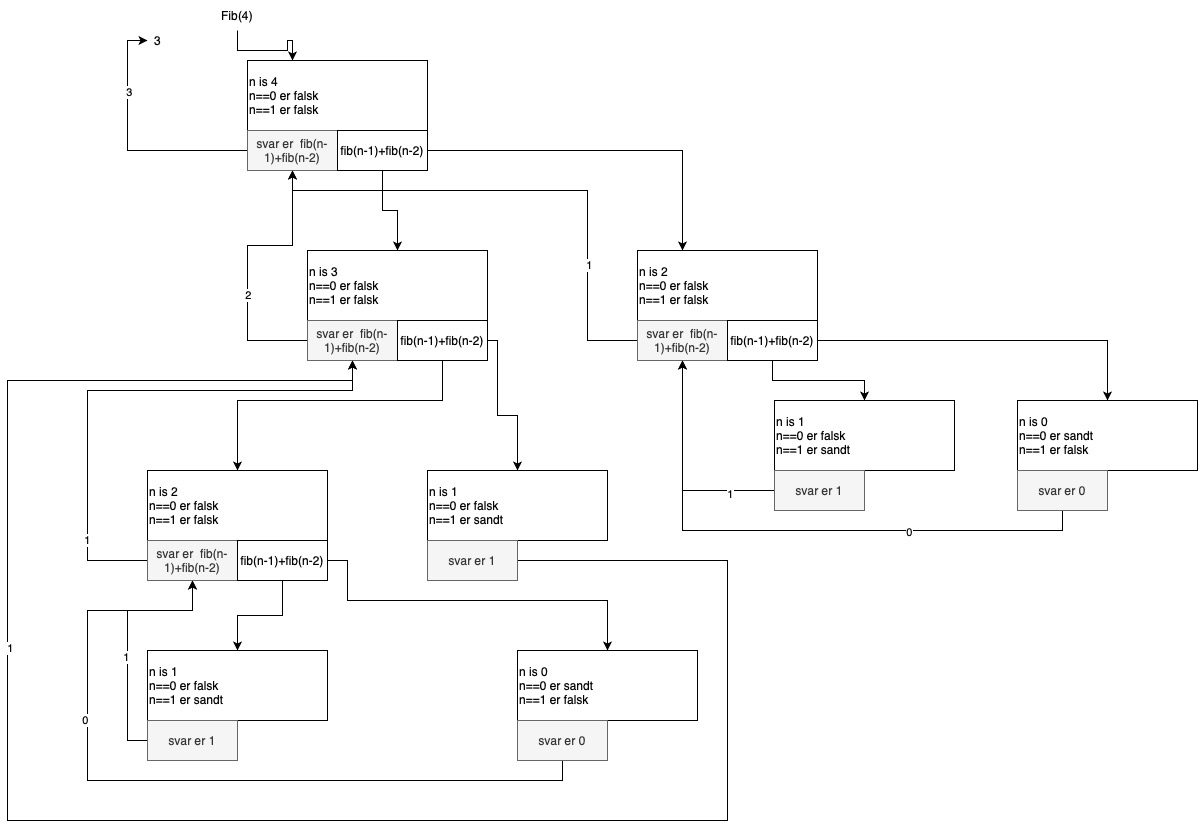 Fib(4)
3
3
n is 4
n==0 er falsk
n==1 er falsk
svar er fib(n-
1)+fib(n-2)
fib(n-1)+fib(n-2)
2
1
n is 3
n==0 er falsk
n==1 er falsk
svar er fib(n-
1)+fib(n-2)
fib(n-1)+fib(n-2)
n is 2
n==0 er falsk
n==1 er falsk
svar er fib(n-
1)+fib(n-2)
fib(n-1)+fib(n-2)
n is 1
n==0 er falsk
n==1 er sandt
svar er 1
1
n is 0
n==0 er sandt
n==1 er falsk
svar er 0
0
n is 2
n==0 er falsk
n==1 er falsk
svar er fib(n-
1)+fib(n-2)
fib(n-1)+fib(n-2)
1
n is 1
n==0 er falsk
n==1 er sandt
svar er 1
1
n is 1
n==0 er falsk
n==1 er sandt
svar er 1
1
0
n is 0
n==0 er sandt
n==1 er falsk
svar er 0